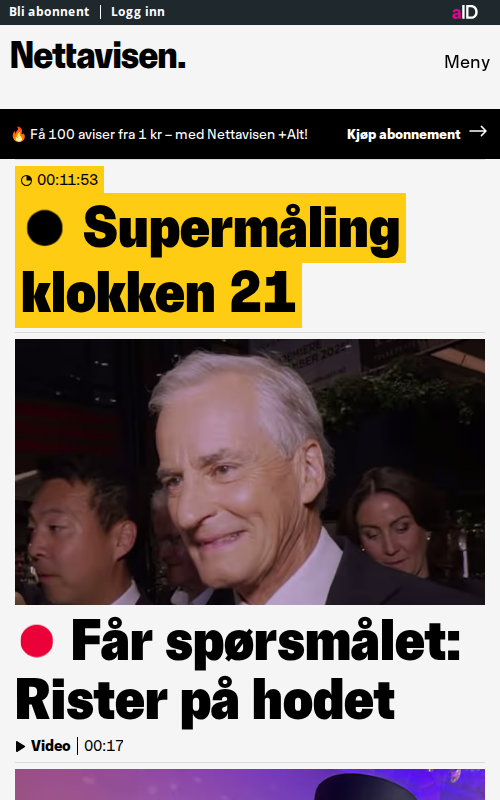 Bli abonnent
Logg inn
aID
Nettavisen.
Meny
🔥 Få 100 aviser fra 1 kr – med Nettavisen +Alt!
Kjøp abonnement →
00:11:53
Supermåling
klokken 21
Får spørsmålet:
Rister på hodet
Video | 00:17